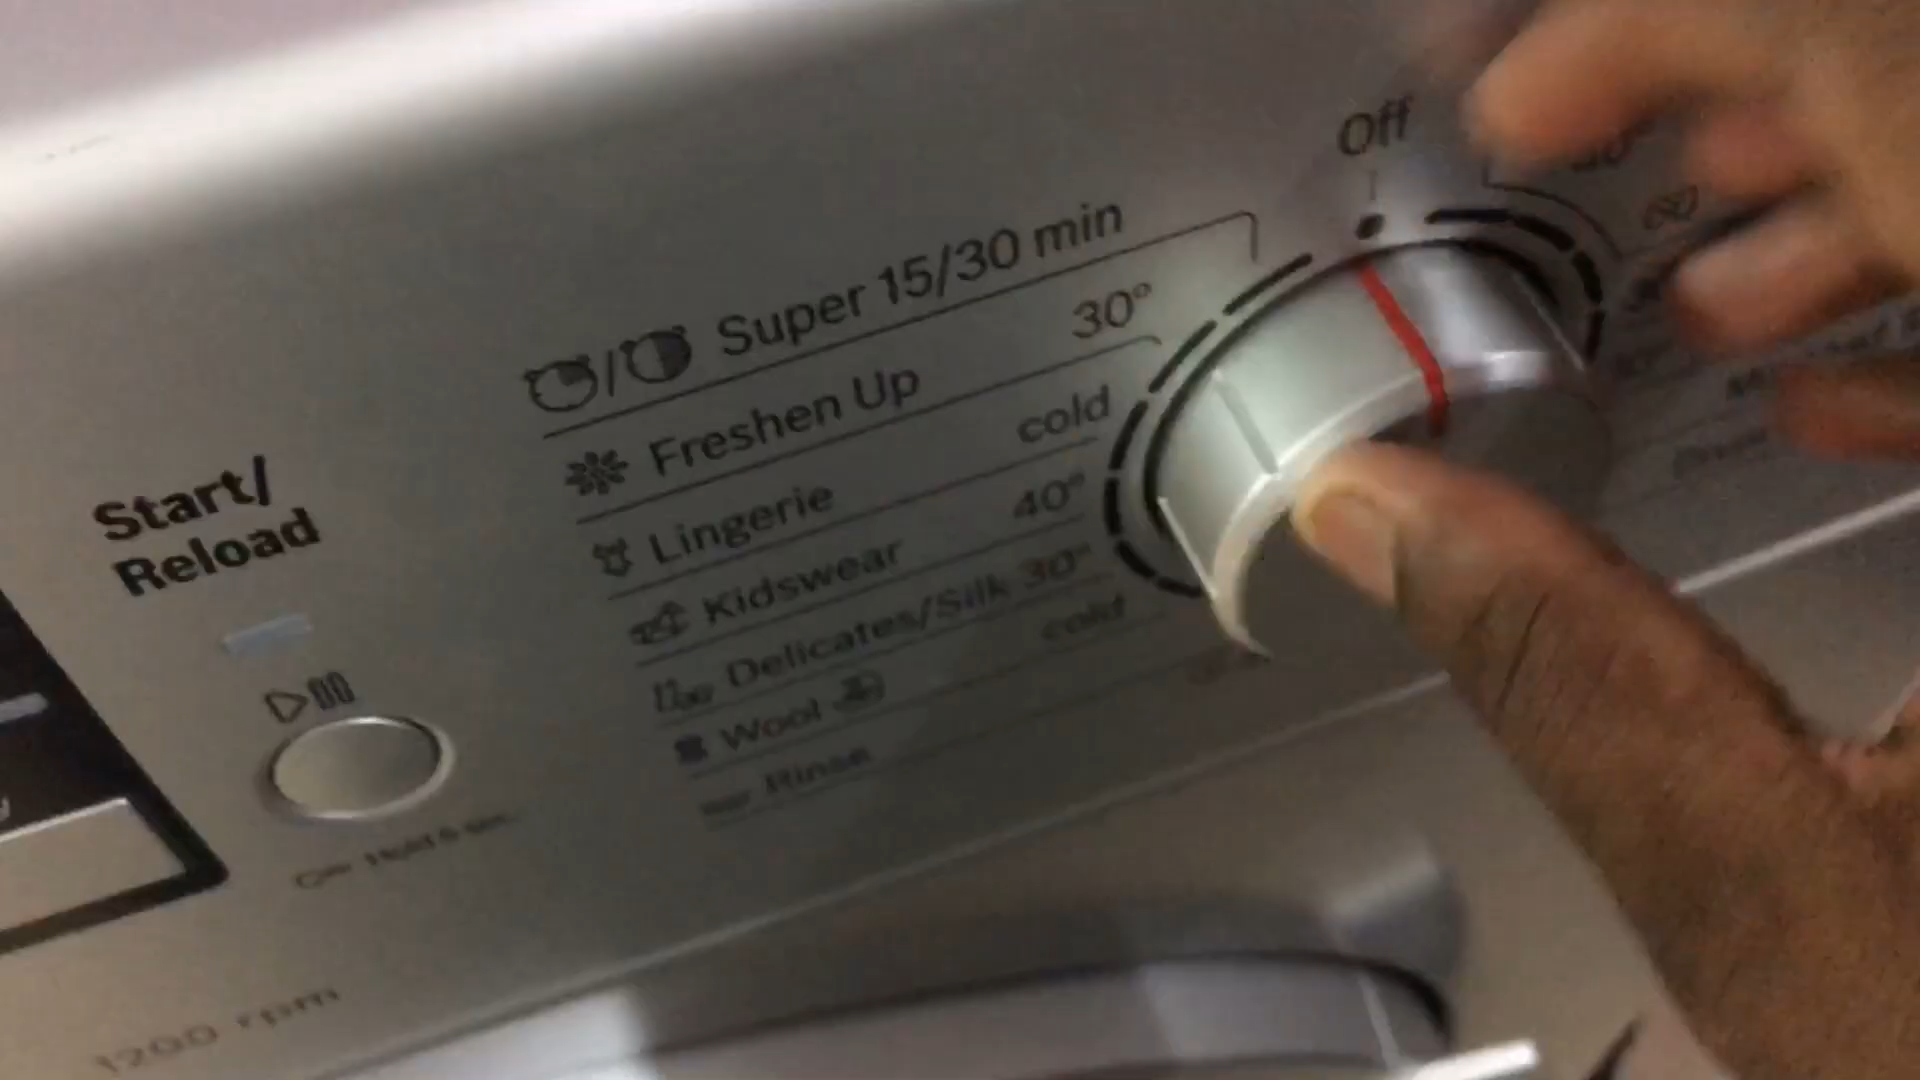 Off
Super 15/30 min
30°
Freshen Up
cold
Lingerie
40°
Kidswear
Delicates/Silk 30°
cold
Wool
Rinse
Start/
Reload
1200 rpm
60